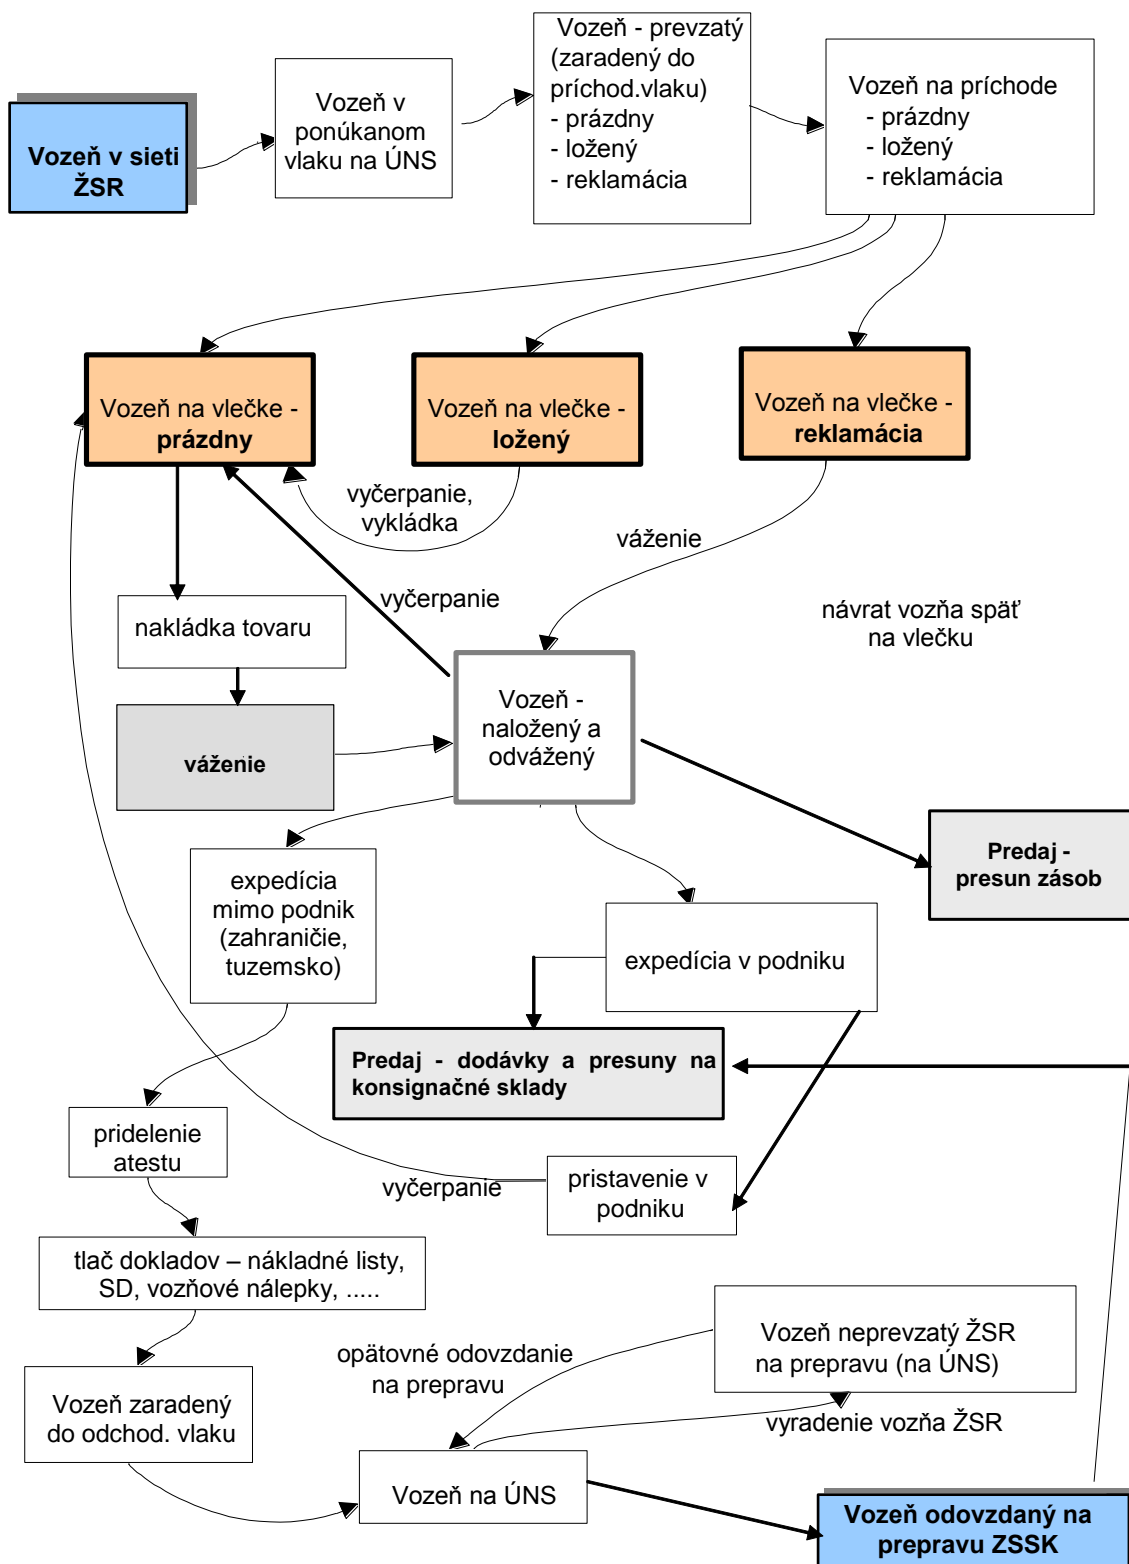 Vozeň v sieti
ŽSR
Vozeň v
ponúkanom
vlaku na ÚNS
Vozeň - prevzatý
(zaradený do
príchod.vlaku)
- prázdny
- ložený
- reklamácia
Vozeň na príchode
- prázdny
- ložený
- reklamácia
Vozeň na vlečke -
prázdny
Vozeň na vlečke -
ložený
Vozeň na vlečke -
reklamácia
vyčerpanie,
vykládka
váženie
vyčerpanie
návrat vozňa späť
na vlečku
nakládka tovaru
váženie
Vozeň -
naložený a
odvážený
Predaj -
presun zásob
expedícia
mimo podnik
(zahraničie,
tuzemsko)
expedícia v podniku
Predaj - dodávky a presuny na
konsignačné sklady
pridelenie
atestu
vyčerpanie
pristavenie v
podniku
tlač dokladov – nákladné listy,
SD, vozňové nálepky, .....
Vozeň zaradený
do odchod. vlaku
opätovné odovzdanie
na prepravu
Vozeň neprevzatý ŽSR
na prepravu (na ÚNS)
vyradenie vozňa ŽSR
Vozeň na ÚNS
Vozeň odovzdaný na
prepravu ZSSK